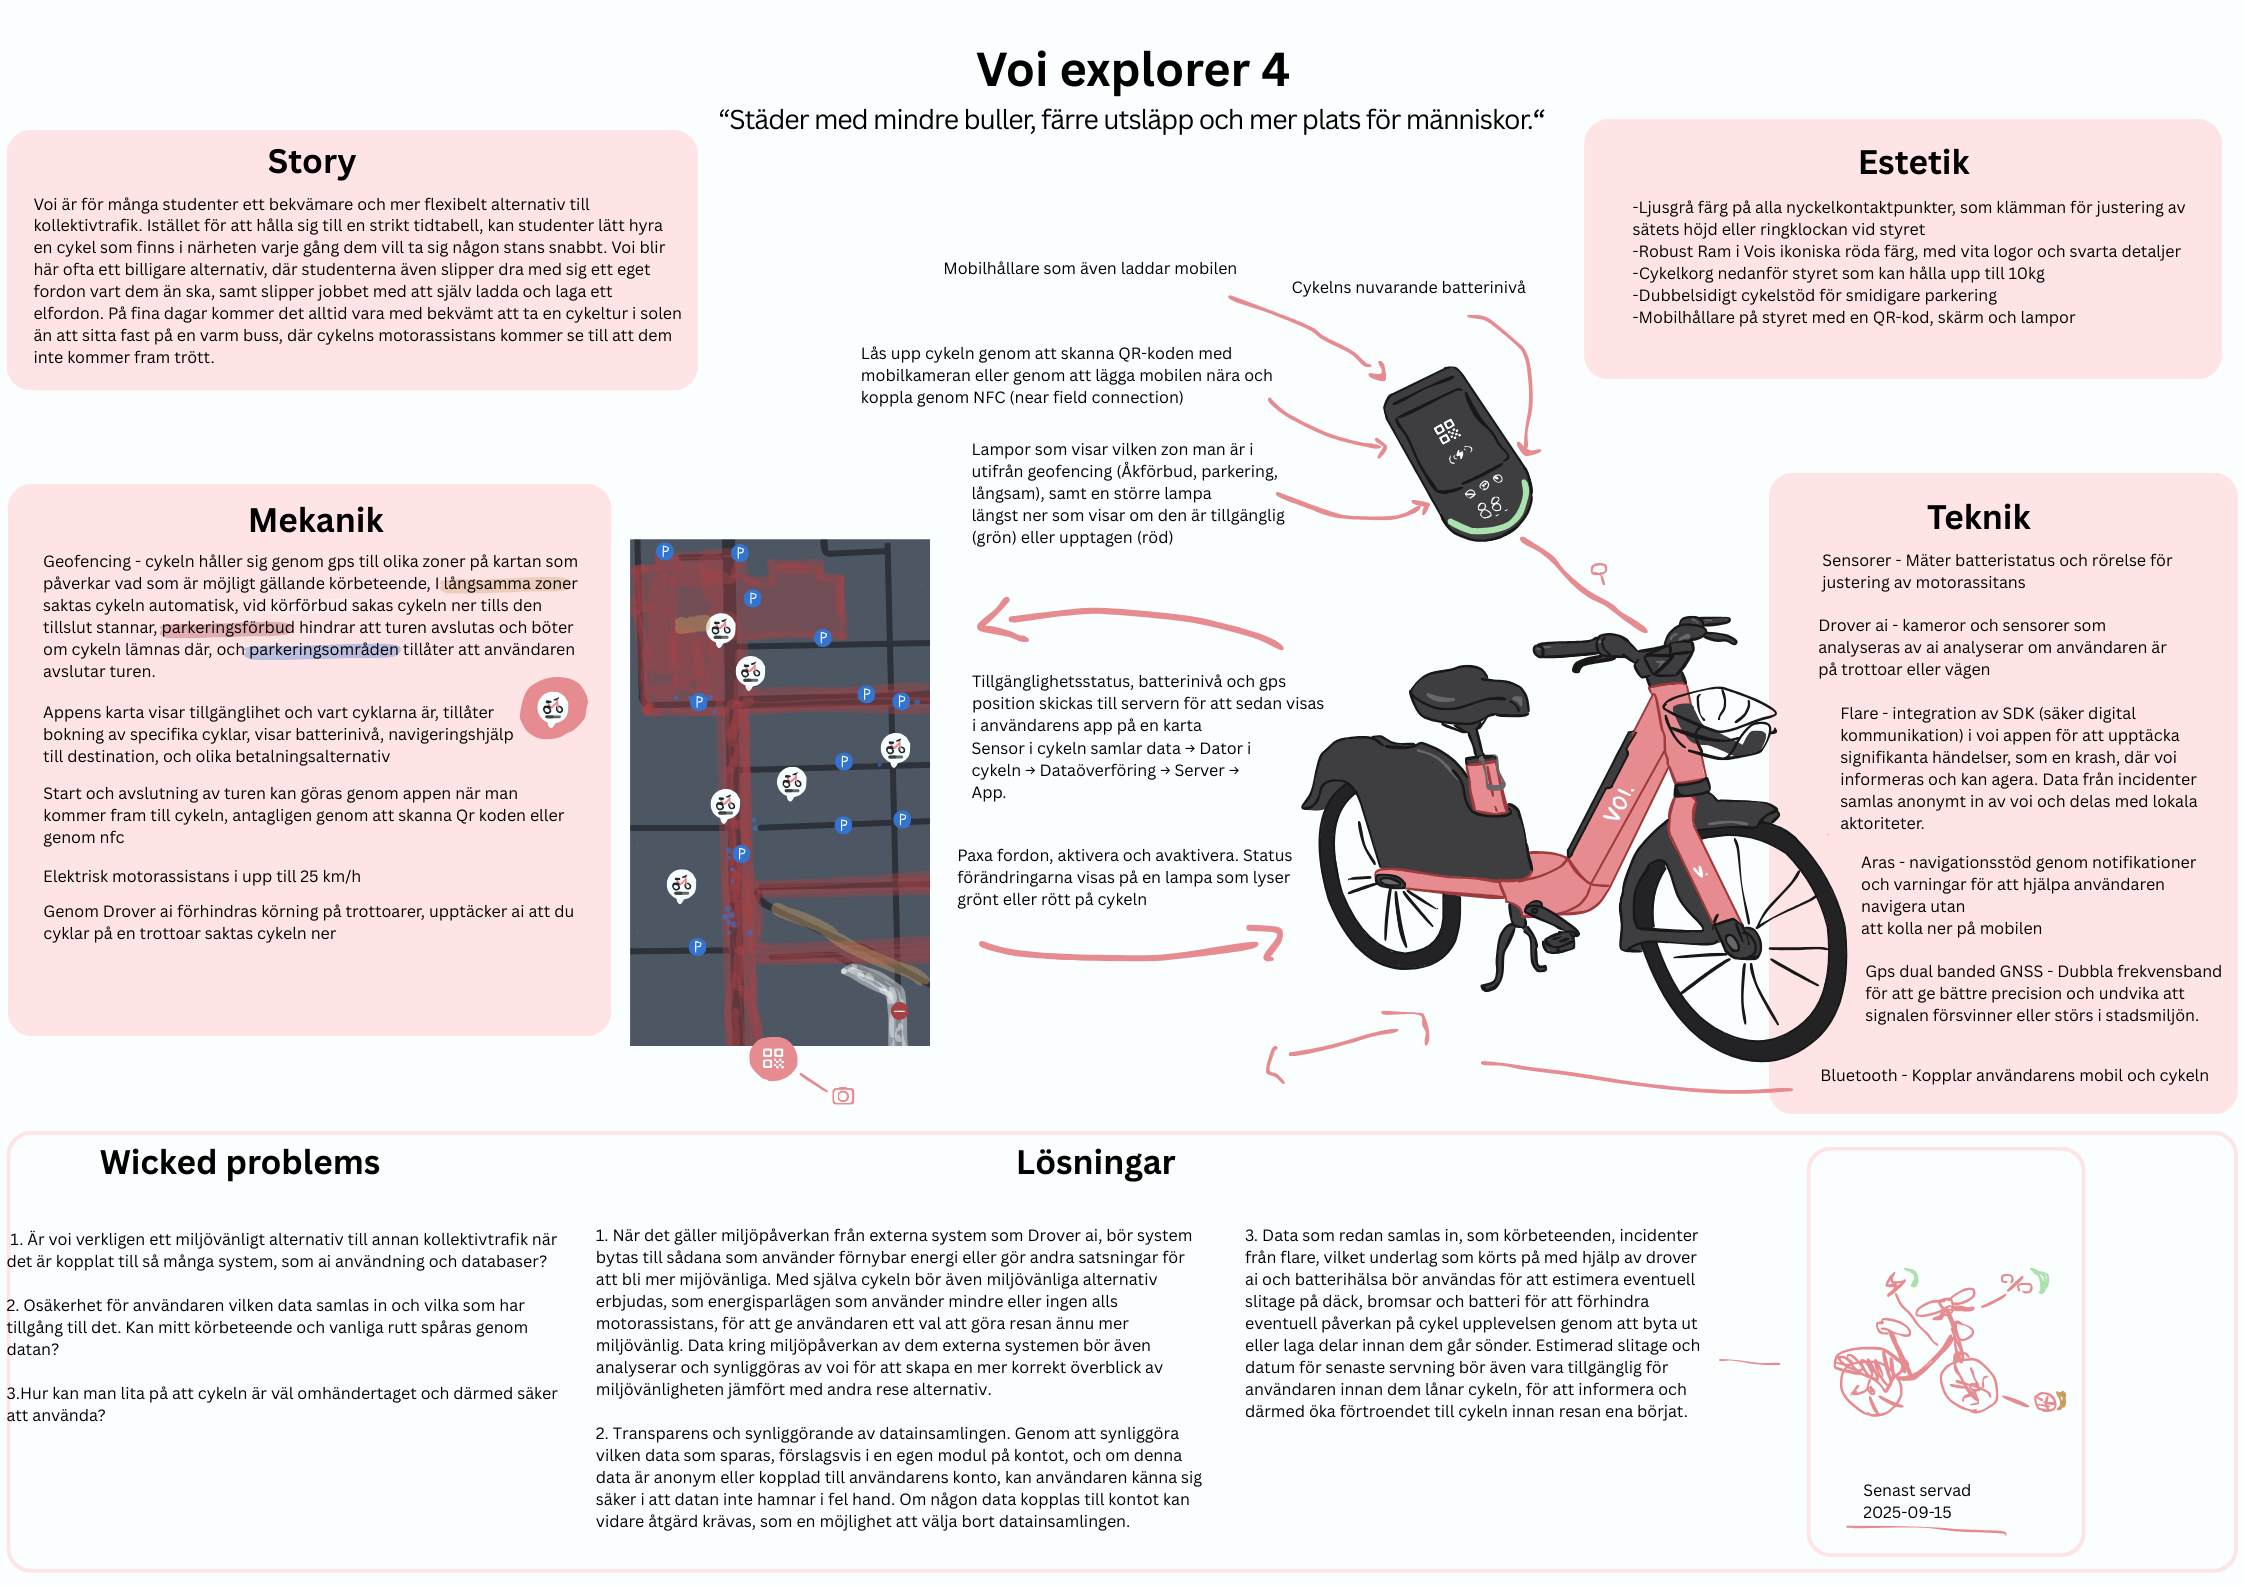 Voi explorer 4
“Städer med mindre buller, färre utsläpp och mer plats för människor.“
Story
Voi är för många studenter ett bekvämare och mer flexibelt alternativ till
kollektivtrafik. Istället för att hålla sig till en strikt tidtabell, kan studenter lätt hyra
en cykel som finns i närheten varje gång dem vill ta sig någon stans snabbt. Voi blir
här ofta ett billigare alternativ, där studenterna även slipper dra med sig ett eget
fordon vart dem än ska, samt slipper jobbet med att själv ladda och laga ett
elfordon. På fina dagar kommer det alltid vara med bekvämt att ta en cykeltur i solen
än att sitta fast på en varm buss, där cykelns motorassistans kommer se till att dem
inte kommer fram trött.
Estetik
-Ljusgrå färg på alla nyckelkontaktpunkter, som klämman för justering av
sätets höjd eller ringklockan vid styret
-Robust Ram i Vois ikoniska röda färg, med vita logor och svarta detaljer
-Cykelkorg nedanför styret som kan hålla upp till 10kg
-Dubbelsidigt cykelstöd för smidigare parkering
-Mobilhållare på styret med en QR-kod, skärm och lampor
Mobilhållare som även laddar mobilen
Cykelns nuvarande batterinivå
Lås upp cykeln genom att skanna QR-koden med
mobilkameran eller genom att lägga mobilen nära och
koppla genom NFC (near field connection)
Lampor som visar vilken zon man är i
utifrån geofencing (Åkförbud, parkering,
långsam), samt en större lampa
längst ner som visar om den är tillgänglig
(grön) eller upptagen (röd)
88
Mekanik
Geofencing - cykeln håller sig genom gps till olika zoner på kartan som
påverkar vad som är möjligt gällande körbeteende, I långsamma zoner
saktas cykeln automatisk, vid körförbud sakas cykeln ner tills den
tillslut stannar, parkeringsförbud hindrar att turen avslutas och böter
om cykeln lämnas där, och parkeringsområden tillåter att användaren
avslutar turen.
Appens karta visar tillgänglihet och vart cyklarna är, tillåter
bokning av specifika cyklar, visar batterinivå, navigeringshjälp
till destination, och olika betalningsalternativ
Start och avslutning av turen kan göras genom appen när man
kommer fram till cykeln, antagligen genom att skanna Qr koden eller
genom nfc
Elektrisk motorassistans i upp till 25 km/h
Genom Drover ai förhindras körning på trottoarer, upptäcker ai att du
cyklar på en trottoar saktas cykeln ner
P
P
P
P
P
P
P
P
P
P
P
P
Tillgänglighetsstatus, batterinivå och gps
position skickas till servern för att sedan visas
i användarens app på en karta
Sensor i cykeln samlar data → Dator i
cykeln → Dataöverföring → Server →
App.
Paxa fordon, aktivera och avaktivera. Status
förändringarna visas på en lampa som lyser
grönt eller rött på cykeln
VOI.
V.
Teknik
Sensorer - Mäter batteristatus och rörelse för
justering av motorassitans
Drover ai - kameror och sensorer som
analyseras av ai analyserar om användaren är
på trottoar eller vägen
Flare - integration av SDK (säker digital
kommunikation) i voi appen för att upptäcka
signifikanta händelser, som en krash, där voi
informeras och kan agera. Data från incidenter
samlas anonymt in av voi och delas med lokala
aktoriteter.
Aras - navigationsstöd genom notifikationer
och varningar för att hjälpa användaren
navigera utan
att kolla ner på mobilen
Gps dual banded GNSS - Dubbla frekvensband
för att ge bättre precision och undvika att
signalen försvinner eller störs i stadsmiljön.
Bluetooth - Kopplar användarens mobil och cykeln
Wicked problems
1. Är voi verkligen ett miljövänligt alternativ till annan kollektivtrafik när
det är kopplat till så många system, som ai användning och databaser?
2. Osäkerhet för användaren vilken data samlas in och vilka som har
tillgång till det. Kan mitt körbeteende och vanliga rutt spåras genom
datan?
3.Hur kan man lita på att cykeln är väl omhändertaget och därmed säker
att använda?
Lösningar
1. När det gäller miljöpåverkan från externa system som Drover ai, bör system
bytas till sådana som använder förnybar energi eller gör andra satsningar för
att bli mer mijövänliga. Med själva cykeln bör även miljövänliga alternativ
erbjudas, som energisparlägen som använder mindre eller ingen alls
motorassistans, för att ge användaren ett val att göra resan ännu mer
miljövänlig. Data kring miljöpåverkan av dem externa systemen bör även
analyserar och synliggöras av voi för att skapa en mer korrekt överblick av
miljövänligheten jämfört med andra rese alternativ.
2. Transparens och synliggörande av datainsamlingen. Genom att synliggöra
vilken data som sparas, förslagsvis i en egen modul på kontot, och om denna
data är anonym eller kopplad till användarens konto, kan användaren känna sig
säker i att datan inte hamnar i fel hand. Om någon data kopplas till kontot kan
vidare åtgärd krävas, som en möjlighet att välja bort datainsamlingen.
3. Data som redan samlas in, som körbeteenden, incidenter
från flare, vilket underlag som körts på med hjälp av drover
ai och batterihälsa bör användas för att estimera eventuell
slitage på däck, bromsar och batteri för att förhindra
eventuell påverkan på cykel upplevelsen genom att byta ut
eller laga delar innan dem går sönder. Estimerad slitage och
datum för senaste servning bör även vara tillgänglig för
användaren innan dem lånar cykeln, för att informera och
därmed öka förtroendet till cykeln innan resan ena börjat.
Senast servad
2025-09-15